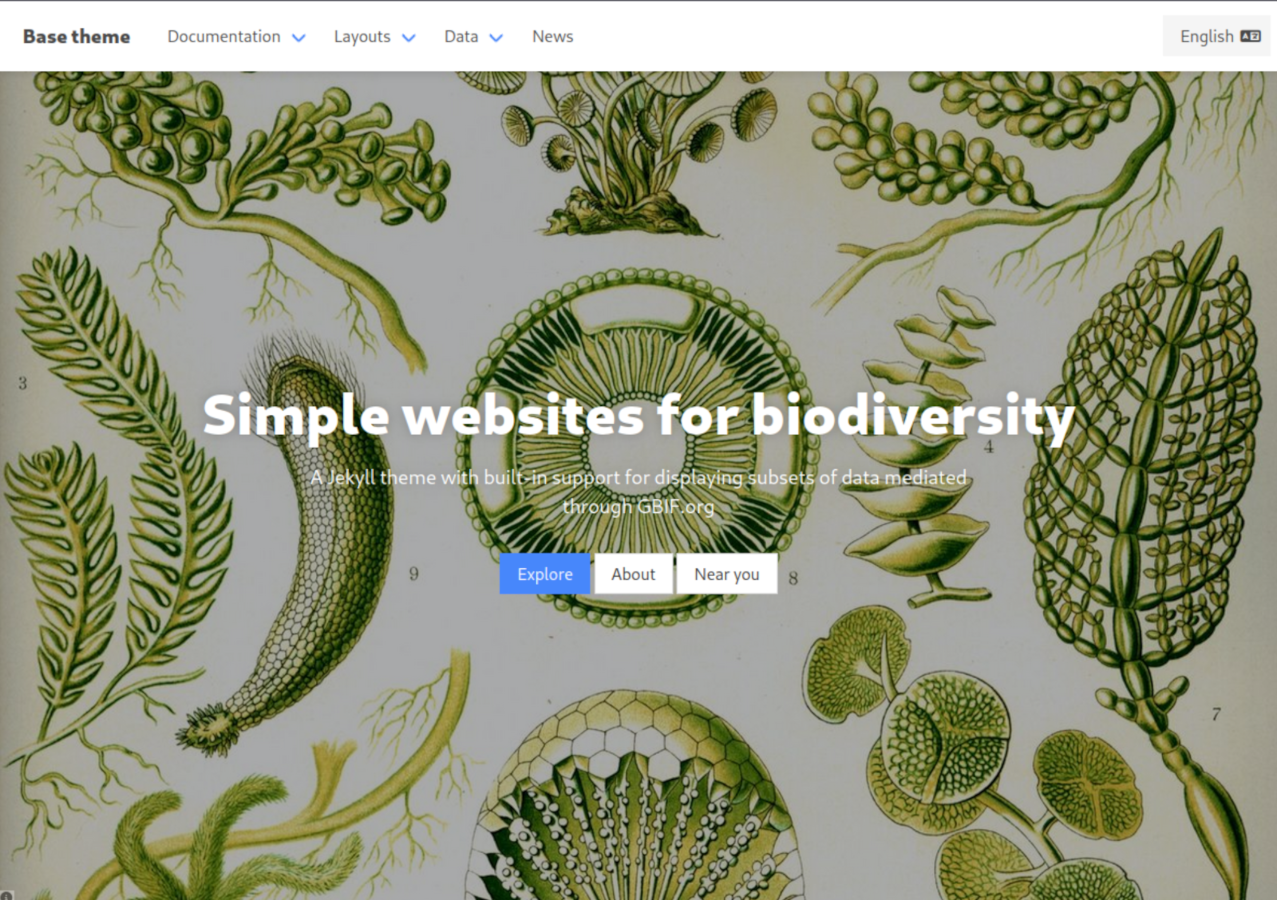 Base theme Documentation Layouts Data News English
3
Simple websites for biodiversity
4
A Jekyll theme with built-in support for displaying subsets of data mediated
through GBIF.org
9 Explore About Near you 8
7